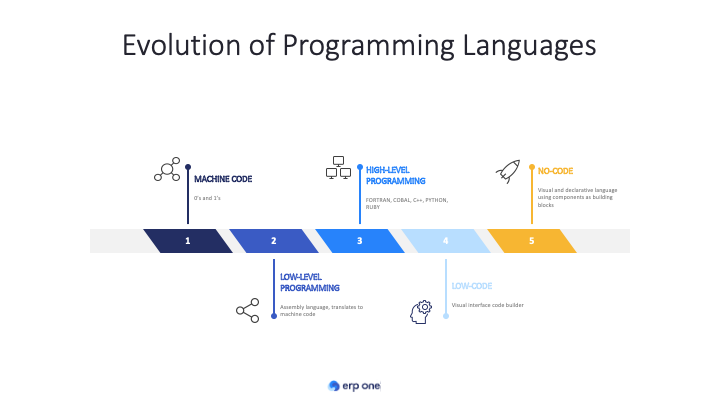 Evolution of Programming Languages
MACHINE CODE
0's and 1's
HIGH-LEVEL
PROGRAMMING
FORTRAN, COBAL, C++, PYTHON,
RUBY
NO-CODE
Visual and declarative language
using components as building
blocks
1
2
3
4
5
LOW-LEVEL
PROGRAMMING
Assembly language, translates to
machine code
LOW-CODE
Visual interface code builder
erp one